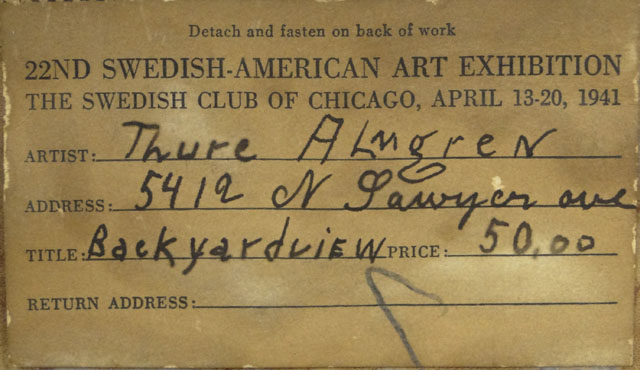 Detach and fasten on back of work
22ND SWEDISH-AMERICAN ART EXHIBITION
THE SWEDISH CLUB OF CHICAGO, APRIL 13-20, 1941
ARTIST: Thure Almgren
ADDRESS: 5412 N Sawyer ave
TITLE: Backyardview PRICE: 50.00
RETURN ADDRESS: